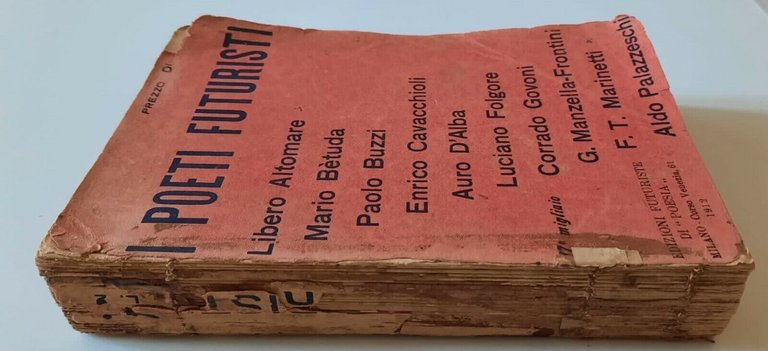 PREZZO DI
I POETI FUTURISTI
Libero Altomare
Mario Bètuda
Paolo Buzzi
Enrico Cavacchioli
Auro D'Alba
Luciano Folgore
Corrado Govoni
G. Manzella-Frontini
F. T. Marinetti
Aldo Palazzeschi
migliaio
EDIZIONI FUTURISTE
DI "POESIA"
MILANO - Corso Venezia, 61
1912